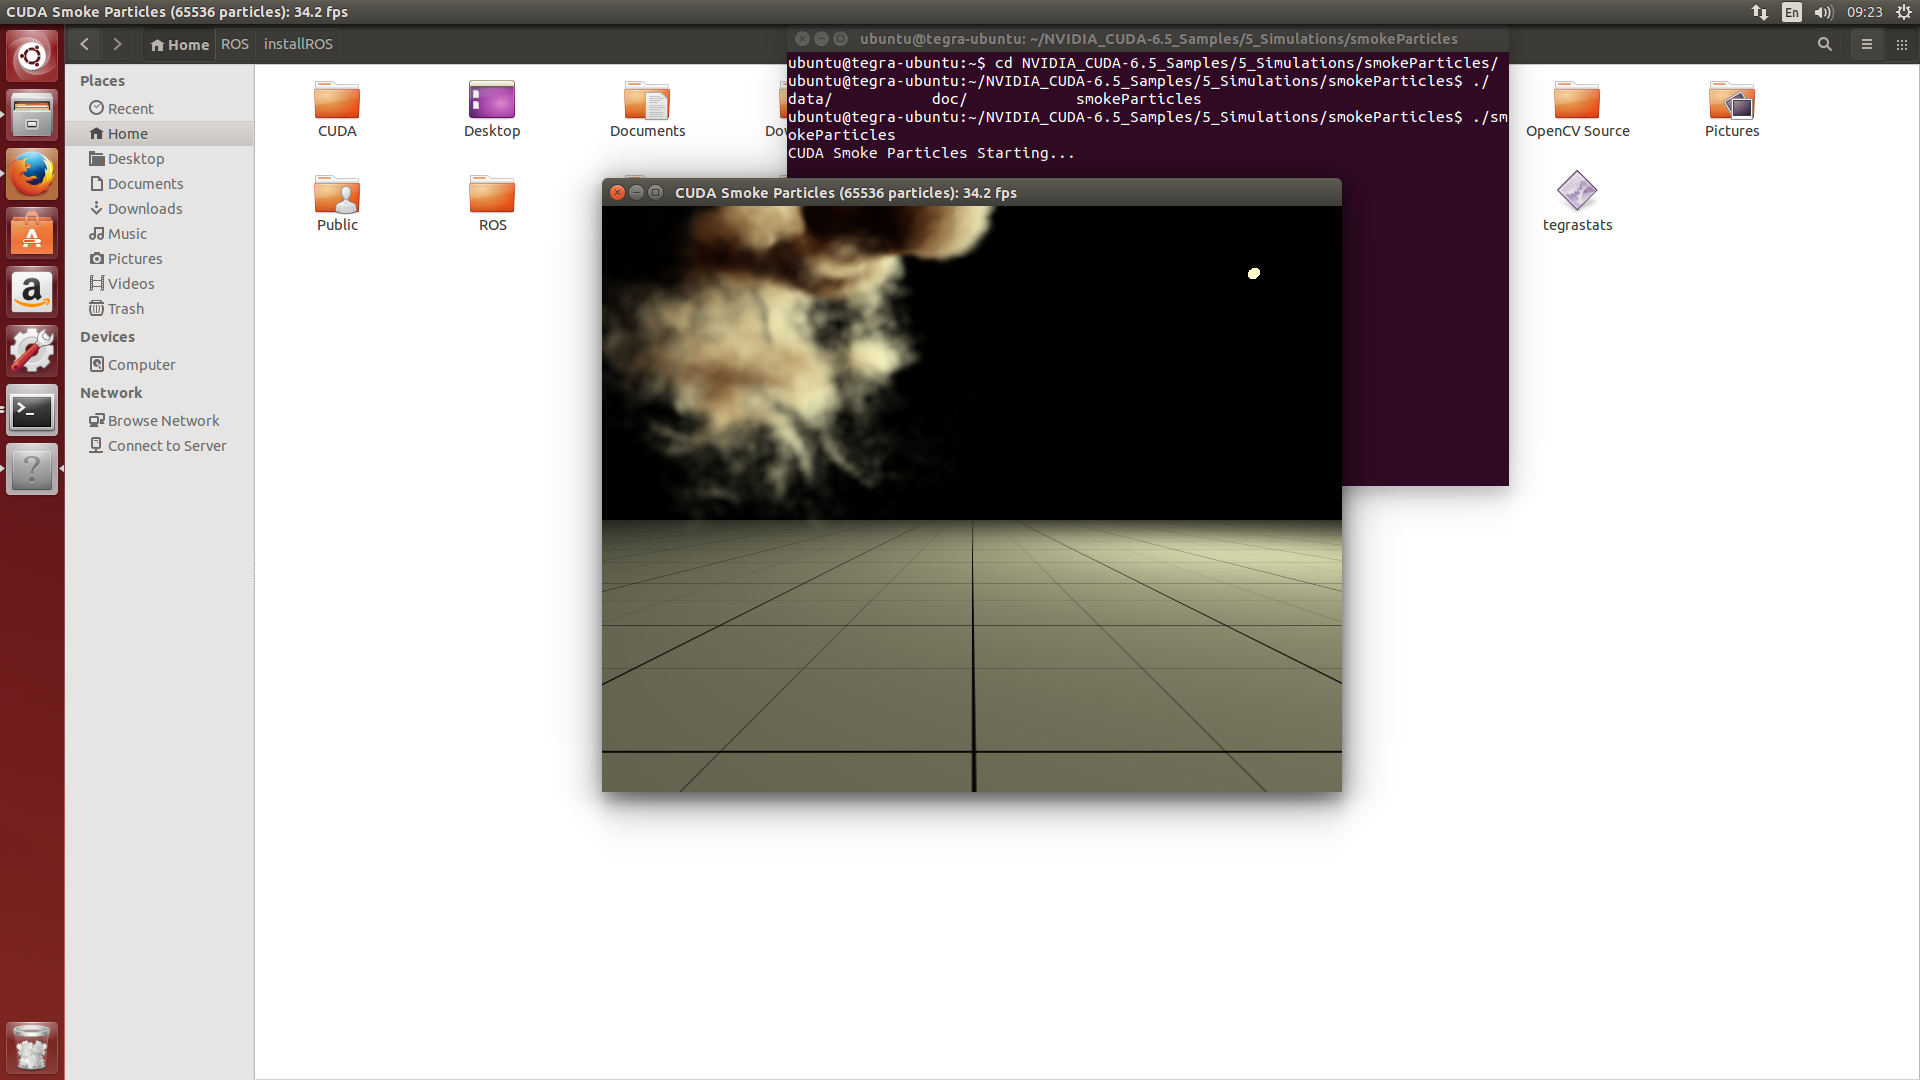 CUDA Smoke Particles (65536 particles): 34.2 fps
En
09:23
Home
ROS
installROS
Places
Recent
Home
Desktop
Documents
Downloads
Music
Pictures
Videos
Trash
Devices
Computer
Network
Browse Network
Connect to Server
CUDA
Desktop
Documents
OpenCV Source
Pictures
Public
ROS
tegrastats
ubuntu@tegra-ubuntu: ~/NVIDIA_CUDA-6.5_Samples/5_Simulations/smokeParticles
ubuntu@tegra-ubuntu:~$ cd NVIDIA_CUDA-6.5_Samples/5_Simulations/smokeParticles/
ubuntu@tegra-ubuntu:~/NVIDIA_CUDA-6.5_Samples/5_Simulations/smokeParticles$ ./
data/ doc/ smokeParticles
ubuntu@tegra-ubuntu:~/NVIDIA_CUDA-6.5_Samples/5_Simulations/smokeParticles$ ./sm
okeParticles
CUDA Smoke Particles Starting...
CUDA Smoke Particles (65536 particles): 34.2 fps